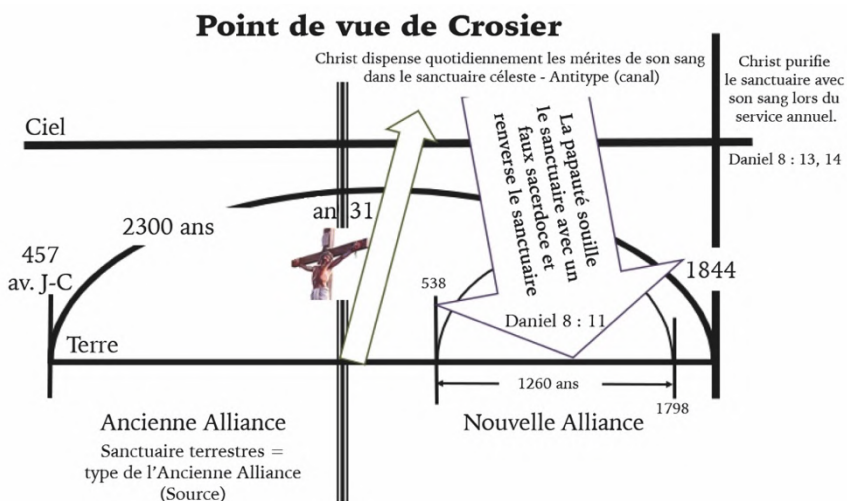 Point de vue de Crosier
Christ dispense quotidiennement les mérites de son sang
dans le sanctuaire céleste - Antitype (canal)
Christ purifie
le sanctuaire avec
son sang lors du
service annuel.
Daniel 8 : 13, 14
Ciel
La papauté souille
le sanctuaire avec un
faux sacerdoce et
renverse le sanctuaire
Daniel 8 : 11
2300 ans
an 31
457
av. J-C
538
1844
Terre
1260 ans
1798
Ancienne Alliance
Sanctuaire terrestres =
type de l'Ancienne Alliance
(Source)
Nouvelle Alliance